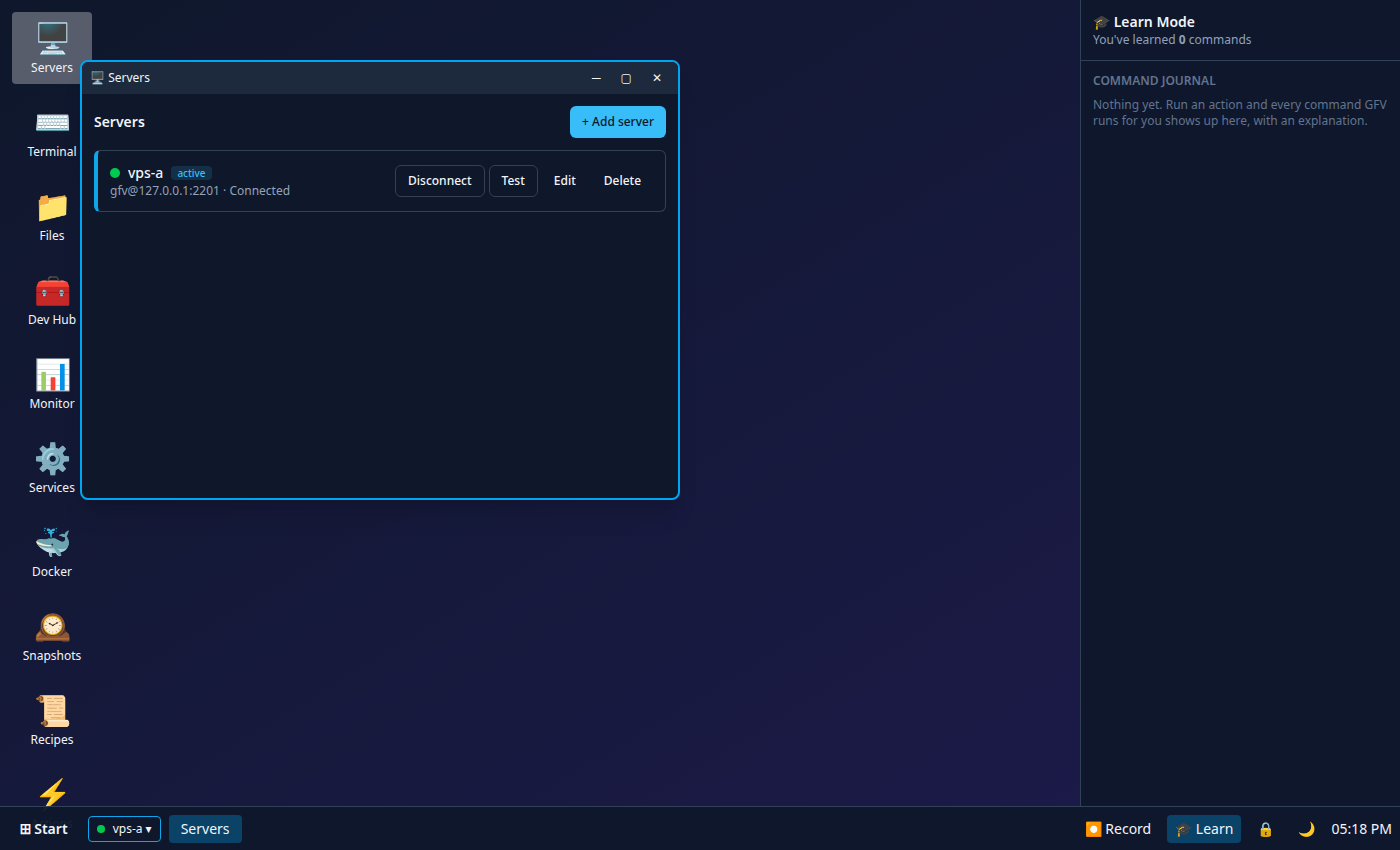 Servers
Terminal
Files
Dev Hub
Monitor
Services
Docker
Snapshots
Recipes
Servers
Servers
+ Add server
vps-a active
gfv@127.0.0.1:2201 · Connected
Disconnect Test Edit Delete
Learn Mode
You've learned 0 commands
COMMAND JOURNAL
Nothing yet. Run an action and every command GFV
runs for you shows up here, with an explanation.
Start vps-a ▾ Servers Record Learn 05:18 PM